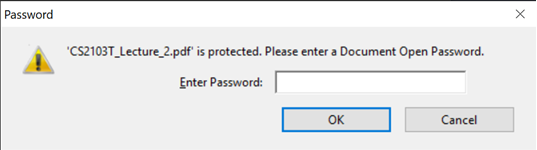 Password
'CS2103T_Lecture_2.pdf' is protected. Please enter a Document Open Password.
Enter Password:
OK Cancel